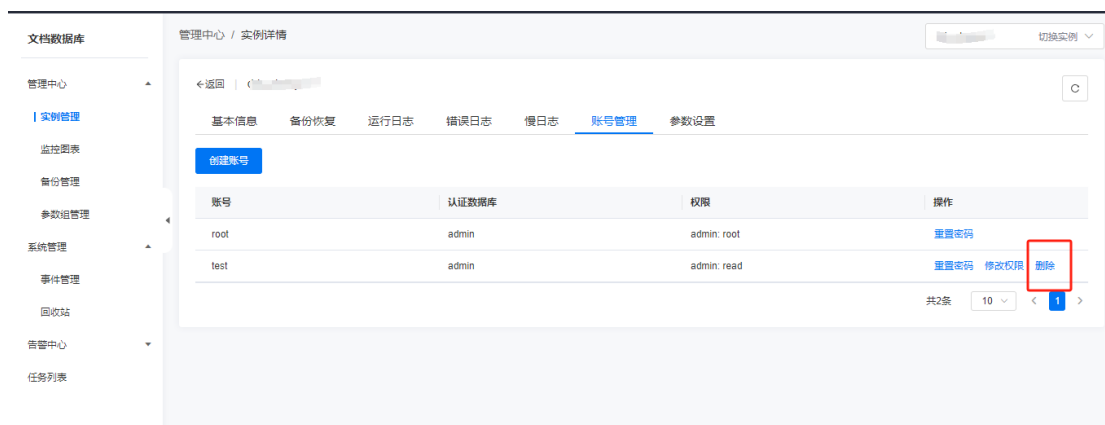 文档数据库
管理中心 / 实例详情
切换实例
管理中心
实例管理
监控图表
备份管理
参数组管理
系统管理
事件管理
回收站
告警中心
任务列表
←返回
基本信息 备份恢复 运行日志 错误日志 慢日志 账号管理 参数设置
创建账号
账号 认证数据库 权限 操作
root admin admin: root 重置密码
test admin admin: read 重置密码 修改权限 删除
共2条 10 < 1 >